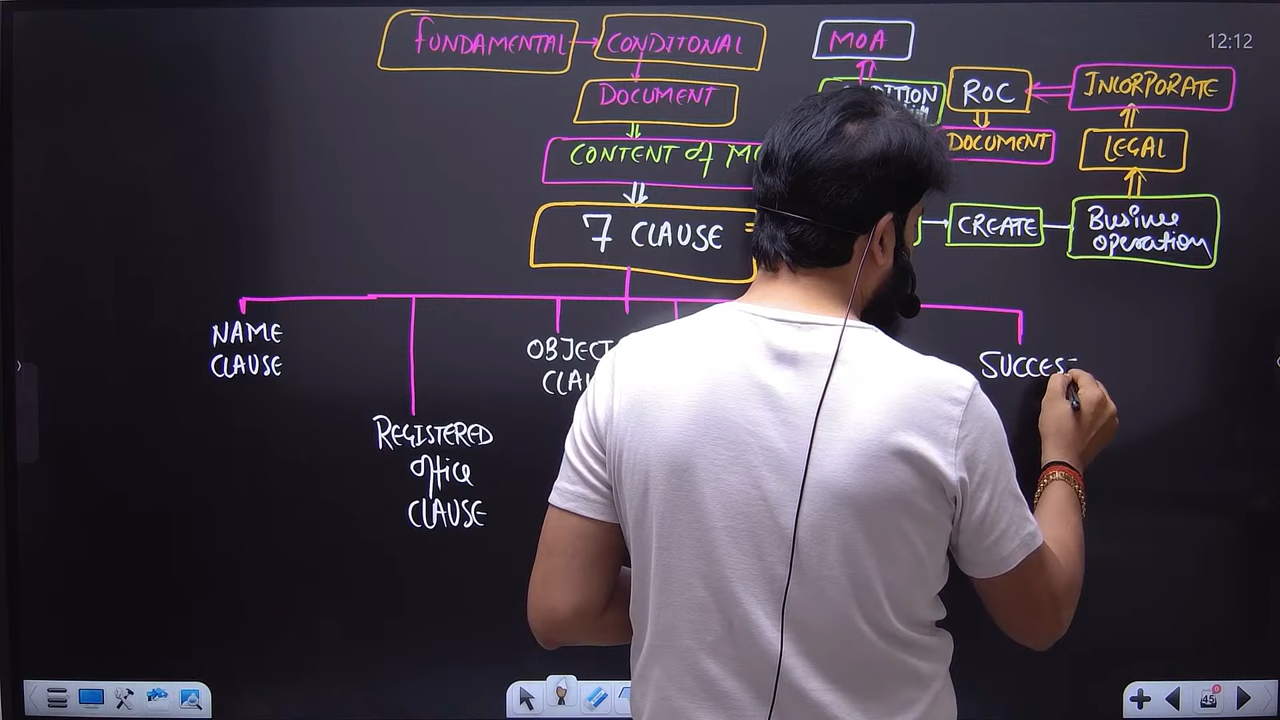 FUNDAMENTAL
CONDITONAL
MOA
12:12
DOCUMENT
RoC
INCORPORATE
CONTENT of
DOCUMENT
LEGAL
7 CLAUSE
CREATE
Business
operation
NAME
CLAUSE
REGISTERED
office
CLAUSE
OBJECT
SUCCES
45